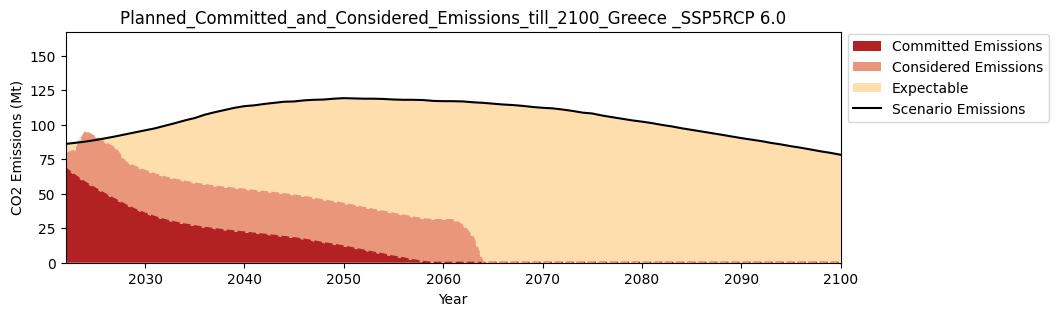 Planned_Committed_and_Considered_Emissions_till_2100_Greece _SSP5RCP 6.0
CO2 Emissions (Mt)
150
125
100
75
50
25
0
2030 2040 2050 2060 2070 2080 2090 2100
Year
Committed Emissions
Considered Emissions
Expectable
Scenario Emissions